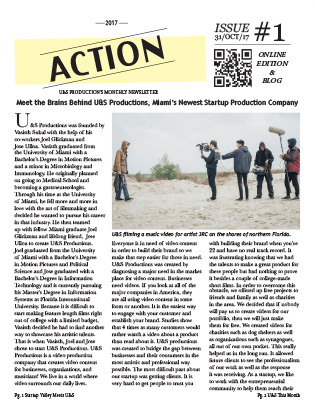 2017
ACTION
ISSUE
31/OCT/17
#1
ONLINE
EDITION
&
BLOG
U&S PRODUCTION'S MONTHLY NEWSLETTER
Meet the Brains Behind U&S Productions, Miami's Newest Startup Production Company
U&S Productions was founded by
Vasisth Sukul with the help of his
co-workers, Joel Glickman and
Jose Ulloa. Vasisth graduated from
the University of Miami with a
Bachelor's Degree in Motion Pictures
and a minor in Microbiology and
Immunology. He originally planned
on going to Medical School and
becoming a gastroenterologist.
Through his time at the University
of Miami, he fell more and more in
love with the art of filmmaking and
decided he wanted to pursue his career
in that industry. He then teamed
up with fellow Miami graduate Joel
Glickman and lifelong friend, Jose
Ulloa to create U&S Productions.
Joel graduated from the University
of Miami with a Bachelor's Degree
in Motion Pictures and Political
Science and Jose graduated with a
Bachelor's Degree in Information
Technology and is currently pursuing
his Master's Degree in Information
Systems at Florida International
University. Because it is difficult to
start making feature length films right
out of college with a limited budget,
Vasisth decided he had to find another
way to showcase his artistic talents.
That is when Vasisth, Joel and Jose
chose to start U&S Productions. U&S
Productions is a video production
company that creates video content
for businesses, organizations, and
musicians! We live in a world where
video surrounds our daily lives.
U&S filming a music video for artist JRC on the shores of northern Florida.
Everyone is in need of video content
in order to build their brand so we
make that step easier for those in need.
U&S Productions was created by
diagnosing a major need in the market
place for video content. Businesses
need videos. If you look at all of the
major companies in America, they
are all using video content in some
form or another. It is the easiest way
to engage with your customer and
establish your brand. Studies show
that 4 times as many customers would
rather watch a video about a product
than read about it. U&S productions
was created to bridge the gap between
businesses and their consumers in the
most artistic and professional way
possible. The most difficult part about
our startup was getting clients. It is
very hard to get people to trust you
with building their brand when you're
22 and have no real track record. It
was frustrating knowing that we had
the talents to make a great product for
these people but had nothing to prove
it besides a couple of college-made
short films. In order to overcome this
obstacle, we offered up free projects to
friends and family as well as charities
in the area. We decided that if nobody
will pay us to create videos for our
portfolio, then we will just make
them for free. We created videos for
charities such as dog shelters as well
as organizations such as synagogues,
all out of our own pocket. This really
helped us in the long run. It allowed
future clients to see the professionalism
of our work as well as the response
it was receiving. As a startup, we like
to work with the entrepreneurial
community to help them reach their
Pg. 1 Startup Valley Meets U&S
Pg. 2 U&S This Month